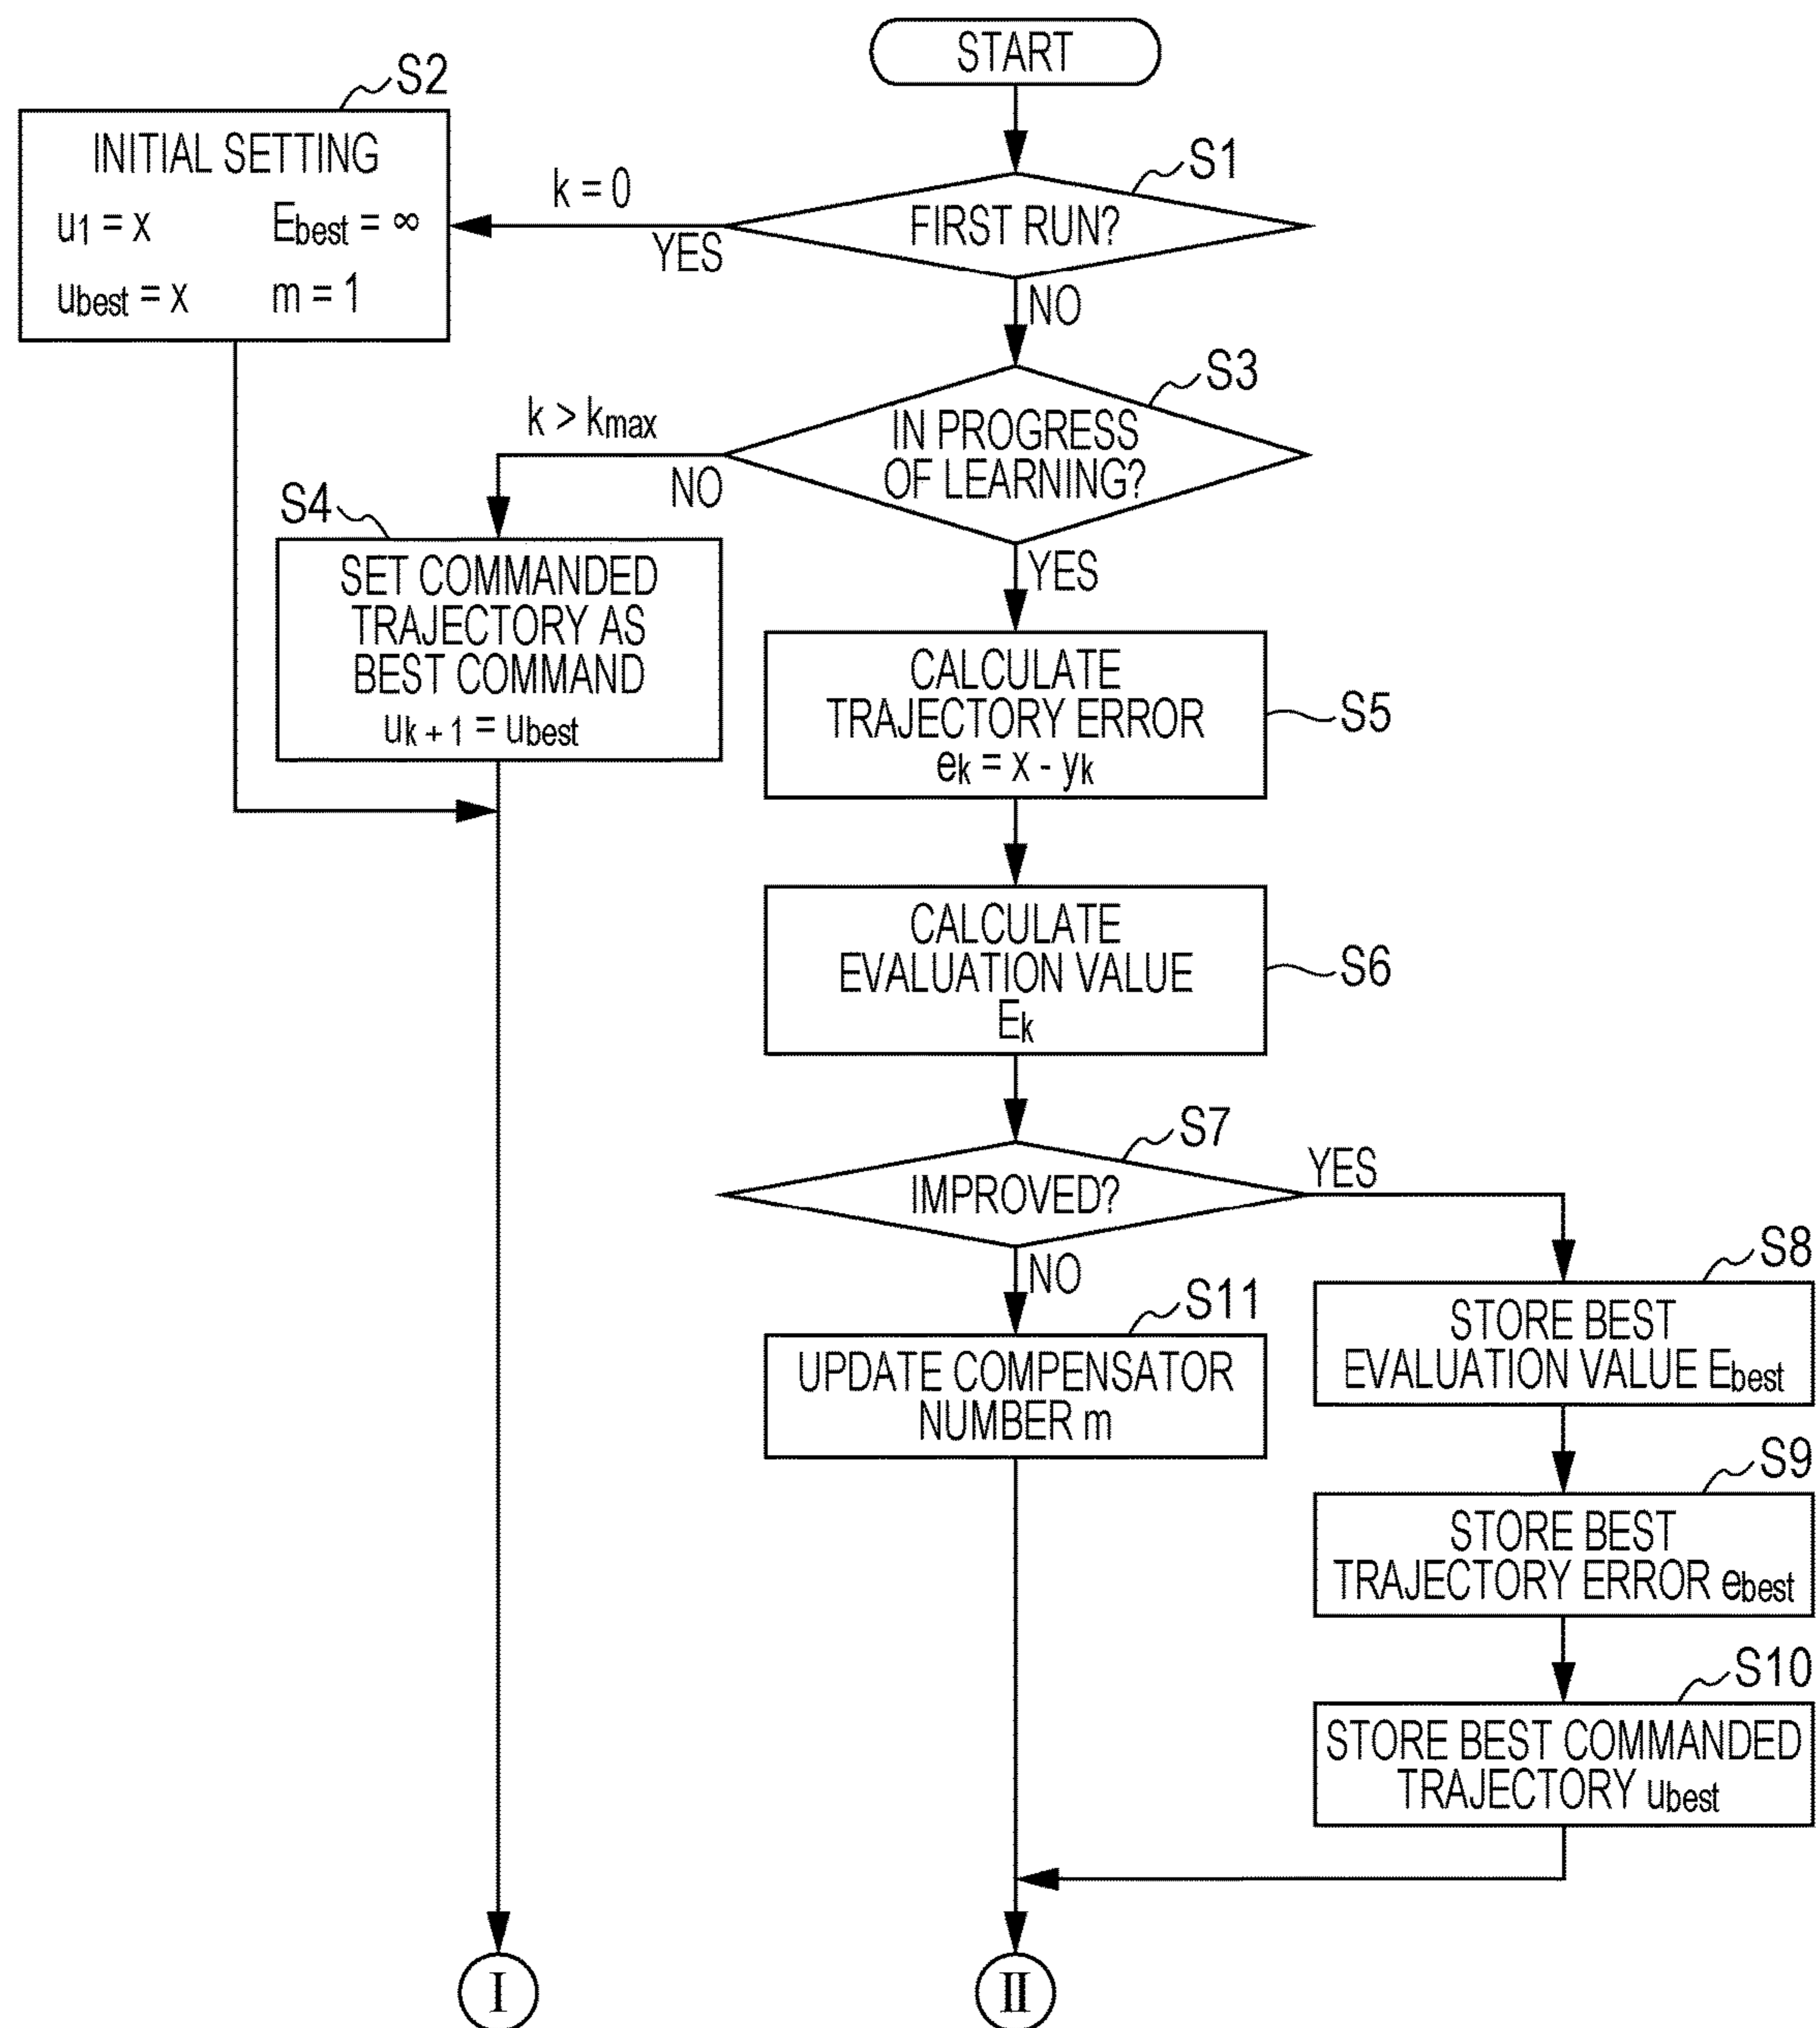 START
S1
FIRST RUN?
k = 0
YES
NO
S2
INITIAL SETTING
u1 = x Ebest = ∞
ubest = x m = 1
S3
IN PROGRESS
OF LEARNING?
k > kmax
NO
YES
S4
SET COMMANDED
TRAJECTORY AS
BEST COMMAND
uk + 1 = ubest
CALCULATE
TRAJECTORY ERROR
ek = x - yk
S5
CALCULATE
EVALUATION VALUE
Ek
S6
S7
IMPROVED?
YES
NO
S11
UPDATE COMPENSATOR
NUMBER m
S8
STORE BEST
EVALUATION VALUE Ebest
S9
STORE BEST
TRAJECTORY ERROR ebest
S10
STORE BEST COMMANDED
TRAJECTORY ubest
I
II